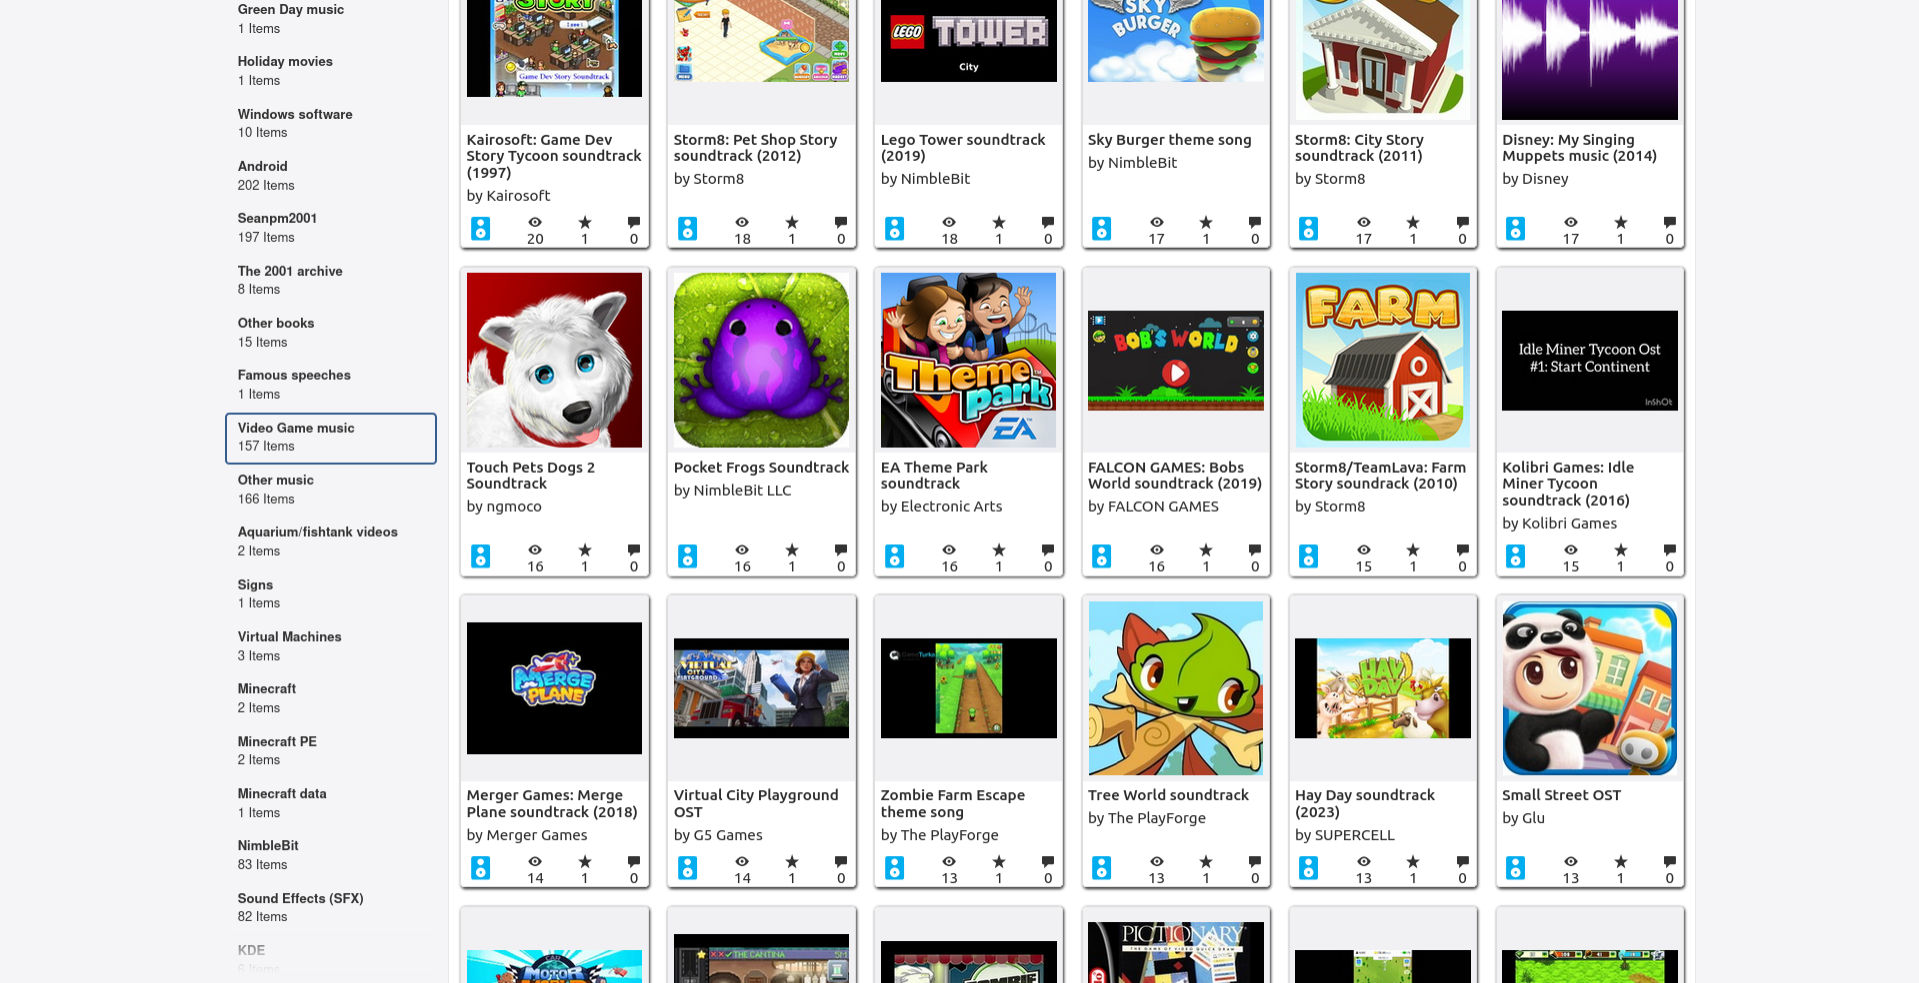 Green Day music
1 Items
Holiday movies
1 Items
Windows software
10 Items
Android
202 Items
Seanpm2001
197 Items
The 2001 archive
8 Items
Other books
15 Items
Famous speeches
1 Items
Video Game music
157 Items
Other music
166 Items
Aquarium/fishtank videos
2 Items
Signs
1 Items
Virtual Machines
3 Items
Minecraft
2 Items
Minecraft PE
2 Items
Minecraft data
1 Items
NimbleBit
83 Items
Sound Effects (SFX)
82 Items
KDE
6 Items
STORY
Game Dev Story Soundtrack
Kairosoft: Game Dev
Story Tycoon soundtrack
(1997)
by Kairosoft
20 1 0
Storm8: Pet Shop Story
soundtrack (2012)
by Storm8
18 1 0
LEGO TOWER
City
Lego Tower soundtrack
(2019)
by NimbleBit
18 1 0
SKY
BURGER
Sky Burger theme song
by NimbleBit
17 1 0
Storm8: City Story
soundtrack (2011)
by Storm8
17 1 0
Disney: My Singing
Muppets music (2014)
by Disney
17 1 0
Touch Pets Dogs 2
Soundtrack
by ngmoco
16 1 0
Pocket Frogs Soundtrack
by NimbleBit LLC
16 1 0
Theme
Park
EA
EA Theme Park
soundtrack
by Electronic Arts
16 1 0
BOB'S WORLD
FALCON GAMES: Bobs
World soundtrack (2019)
by FALCON GAMES
16 1 0
FARM
Storm8/TeamLava: Farm
Story soundrack (2010)
by Storm8
15 1 0
Idle Miner Tycoon Ost
#1: Start Continent
InShOt
Kolibri Games: Idle
Miner Tycoon
soundtrack (2016)
by Kolibri Games
15 1 0
MERGE
PLANE
Merger Games: Merge
Plane soundtrack (2018)
by Merger Games
14 1 0
VIRTUAL
CITY
PLAYGROUND
Virtual City Playground
OST
by G5 Games
14 1 0
Zombie Farm Escape
theme song
by The PlayForge
13 1 0
Tree World soundtrack
by The PlayForge
13 1 0
HAY
DAY
Hay Day soundtrack
(2023)
by SUPERCELL
13 1 0
Small Street OST
by Glu
13 1 0
MOTOR
THE CANTINA
ZOMBIE
PICTIONARY
THE GAME OF VIDEO QUICK DRAW